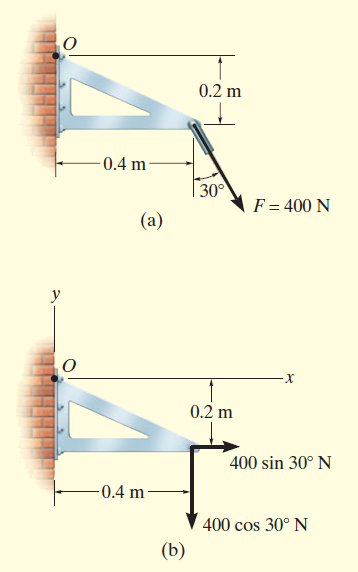 O
0.2 m
0.4 m
30°
F = 400 N
(a)
y
O
x
0.2 m
400 sin 30° N
0.4 m
400 cos 30° N
(b)